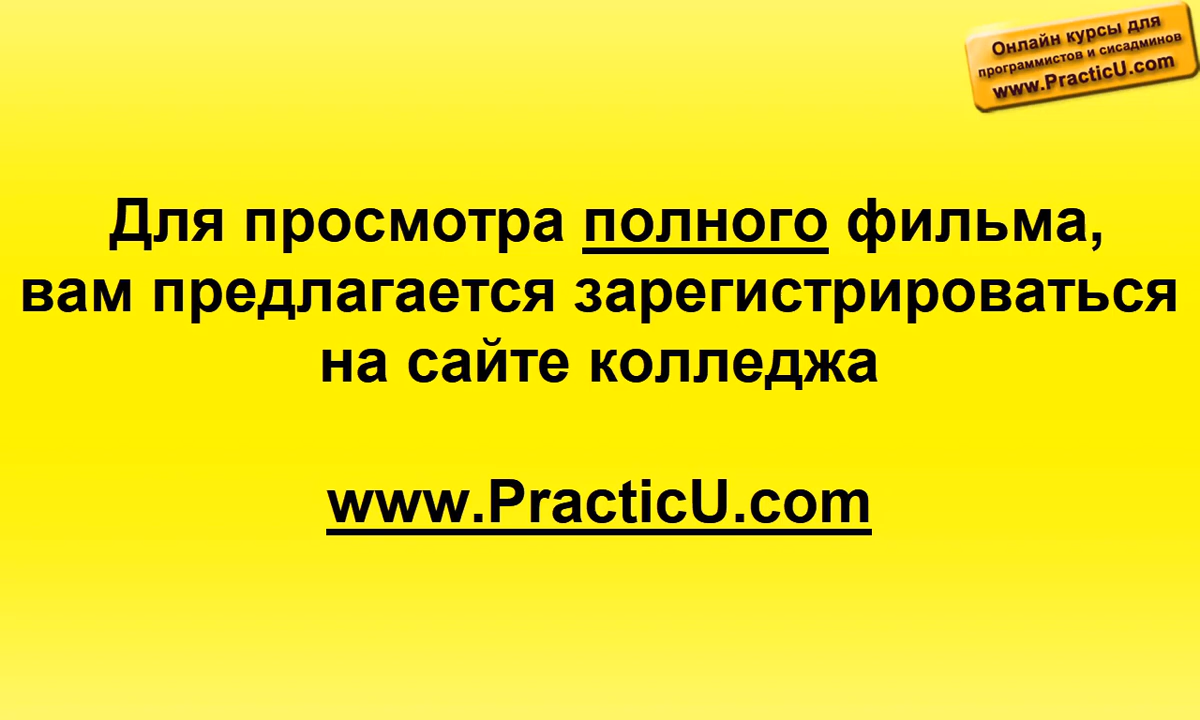 Онлайн курсы для
программистов и сисадминов
www.PracticU.com
Для просмотра полного фильма,
вам предлагается зарегистрироваться
на сайте колледжа
www.PracticU.com